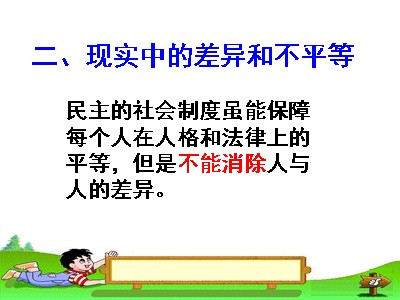 二、现实中的差异和不平等
民主的社会制度虽能保障
每个人在人格和法律上的
平等，但是不能消除人与
人的差异。